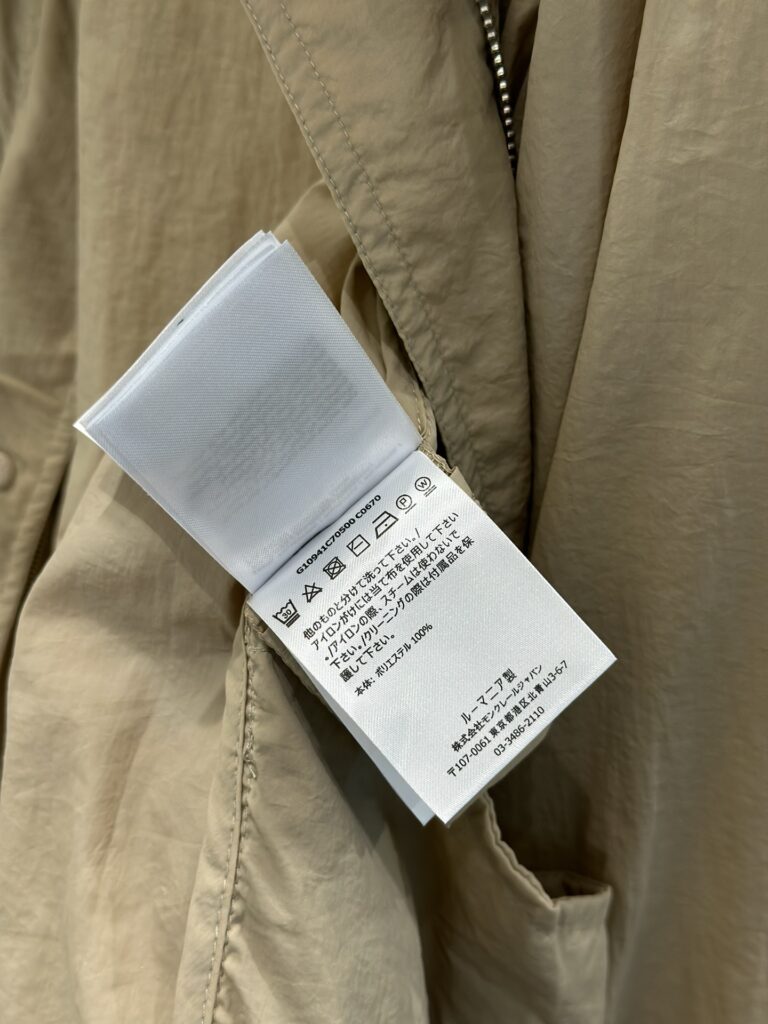 G10941C70500 C0670
30 P W
他のものと分けて洗って下さい。/
アイロンがけには当て布を使用して下さい
。/アイロンの際、スチームは使わないで
下さい。/クリーニングの際は付属品を保
護して下さい。
本体: ポリエステル 100%
ルーマニア製
株式会社モンクレールジャパン
〒107-0061 東京都港区北青山3-6-7
03-3486-2110